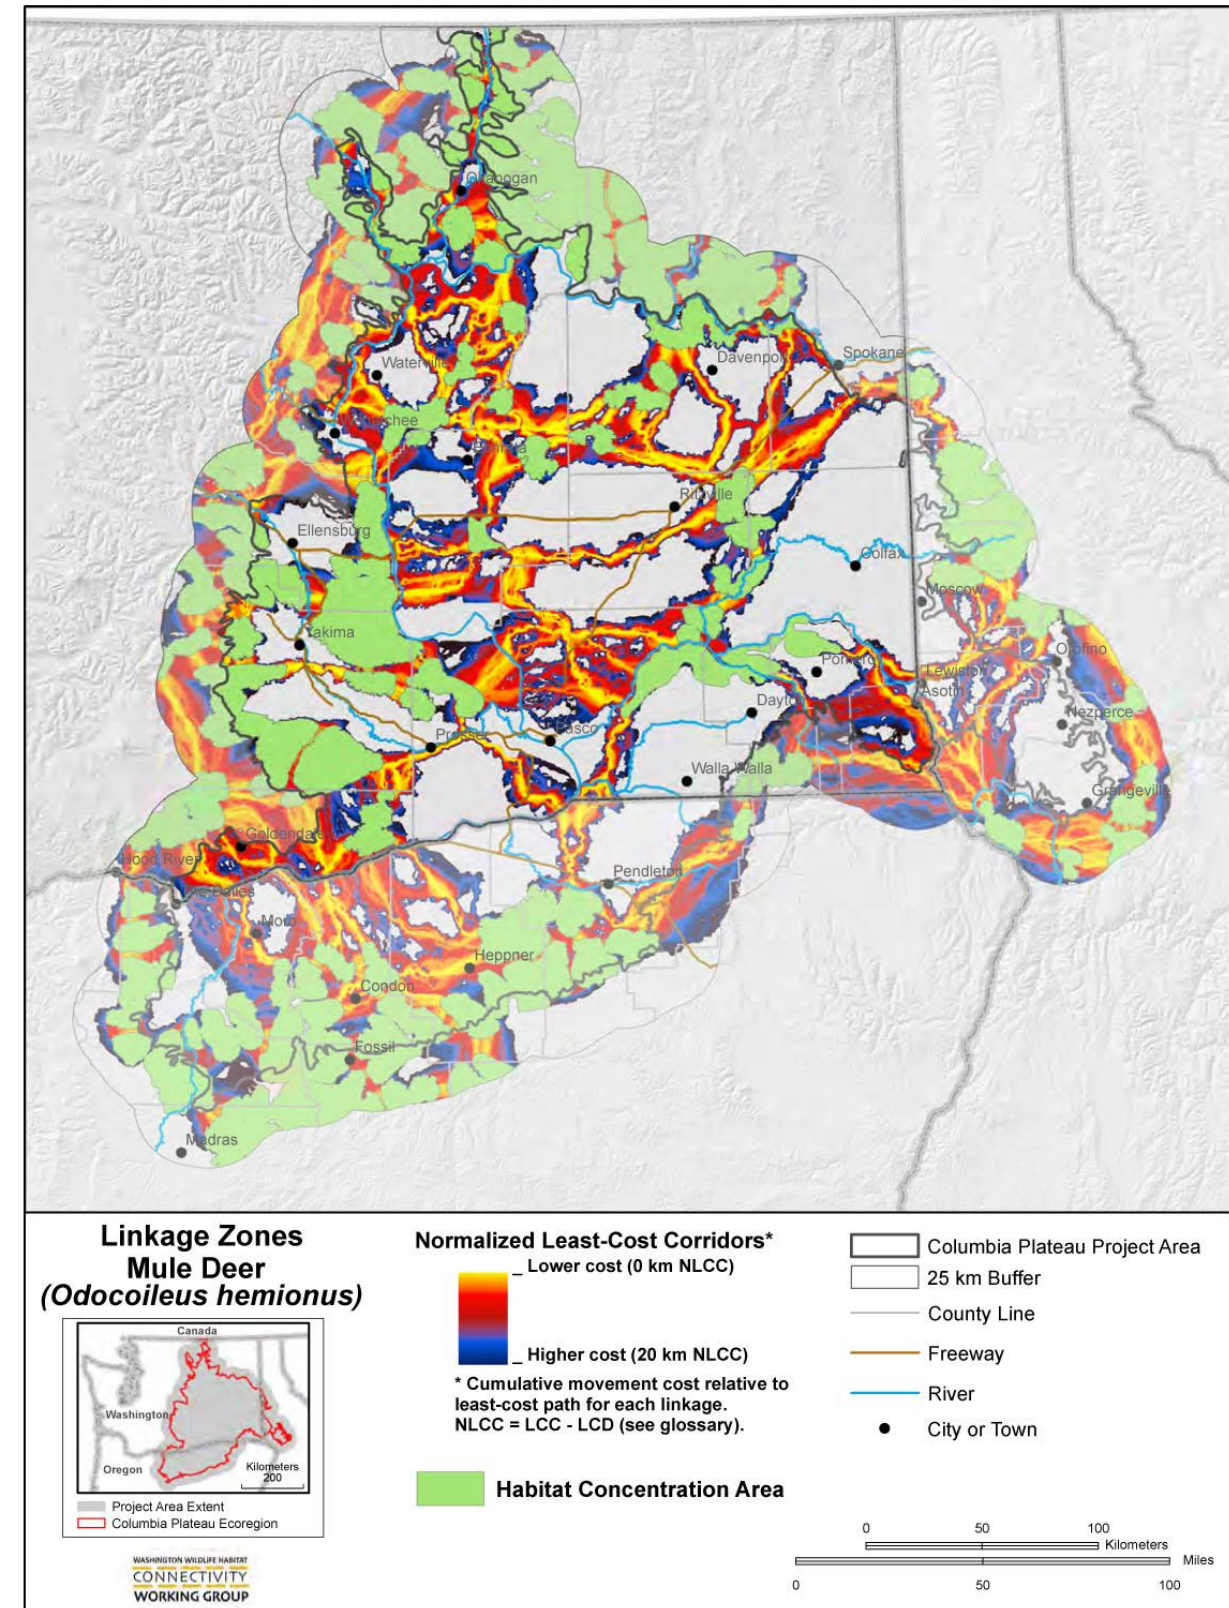 Okanogan
Waterville
Davenport
Spokane
Wenatchee
Ephrata
Ritzville
Ellensburg
Colfax
Moscow
Yakima
Orofino
Pomeroy
Lewiston
Asotin
Dayton
Nezperce
Prosser
Pasco
Walla Walla
Grangeville
Goldendale
Hood River
The Dalles
Pendleton
Moro
Heppner
Condon
Fossil
Madras
Linkage Zones
Mule Deer
(Odocoileus hemionus)
Canada
Washington
Oregon
Kilometers
200
Project Area Extent
Columbia Plateau Ecoregion
WASHINGTON WILDLIFE HABITAT
CONNECTIVITY
WORKING GROUP
Normalized Least-Cost Corridors*
_ Lower cost (0 km NLCC)
_ Higher cost (20 km NLCC)
* Cumulative movement cost relative to
least-cost path for each linkage.
NLCC = LCC - LCD (see glossary).
Habitat Concentration Area
Columbia Plateau Project Area
25 km Buffer
County Line
Freeway
River
City or Town
0 50 100
Kilometers
Miles
0 50 100